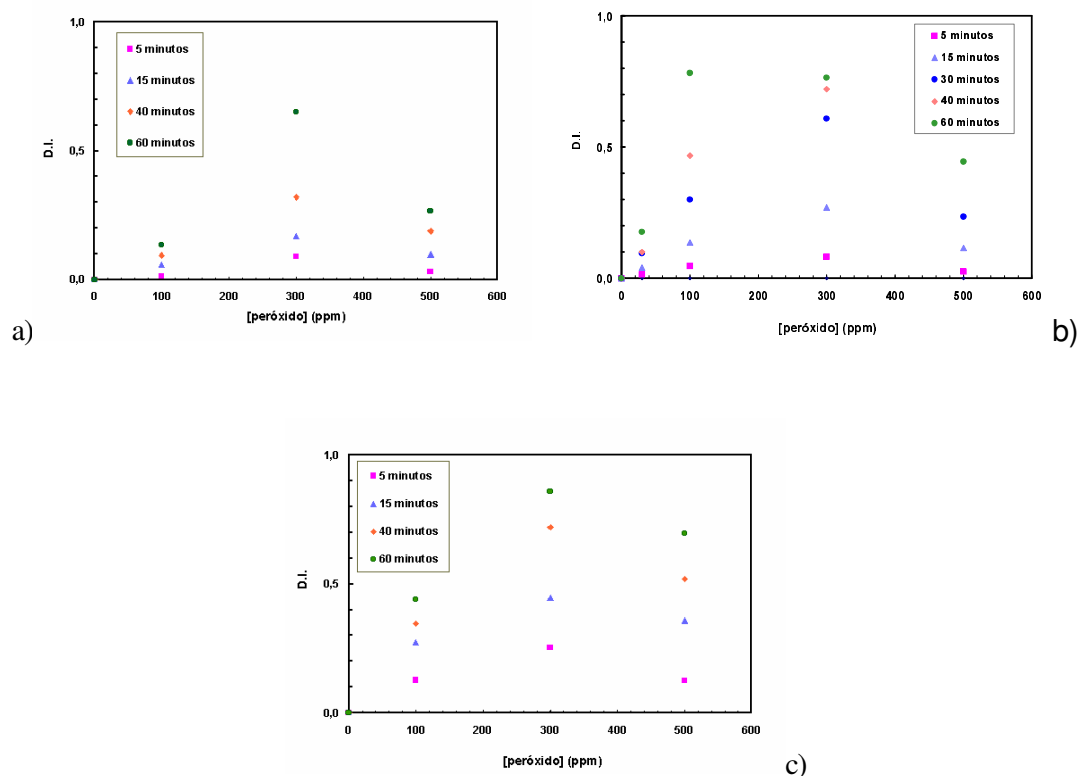 1,0
5 minutos
15 minutos
40 minutos
60 minutos
D.I.
0,5
0,0
0 100 200 300 400 500 600
[peróxido] (ppm)
a)
1,0
5 minutos
15 minutos
30 minutos
40 minutos
60 minutos
D.I.
0,5
0,0
0 100 200 300 400 500 600
[peróxido] (ppm)
b)
1,0
5 minutos
15 minutos
40 minutos
60 minutos
D.I.
0,5
0,0
0 100 200 300 400 500 600
[peróxido] (ppm)
c)